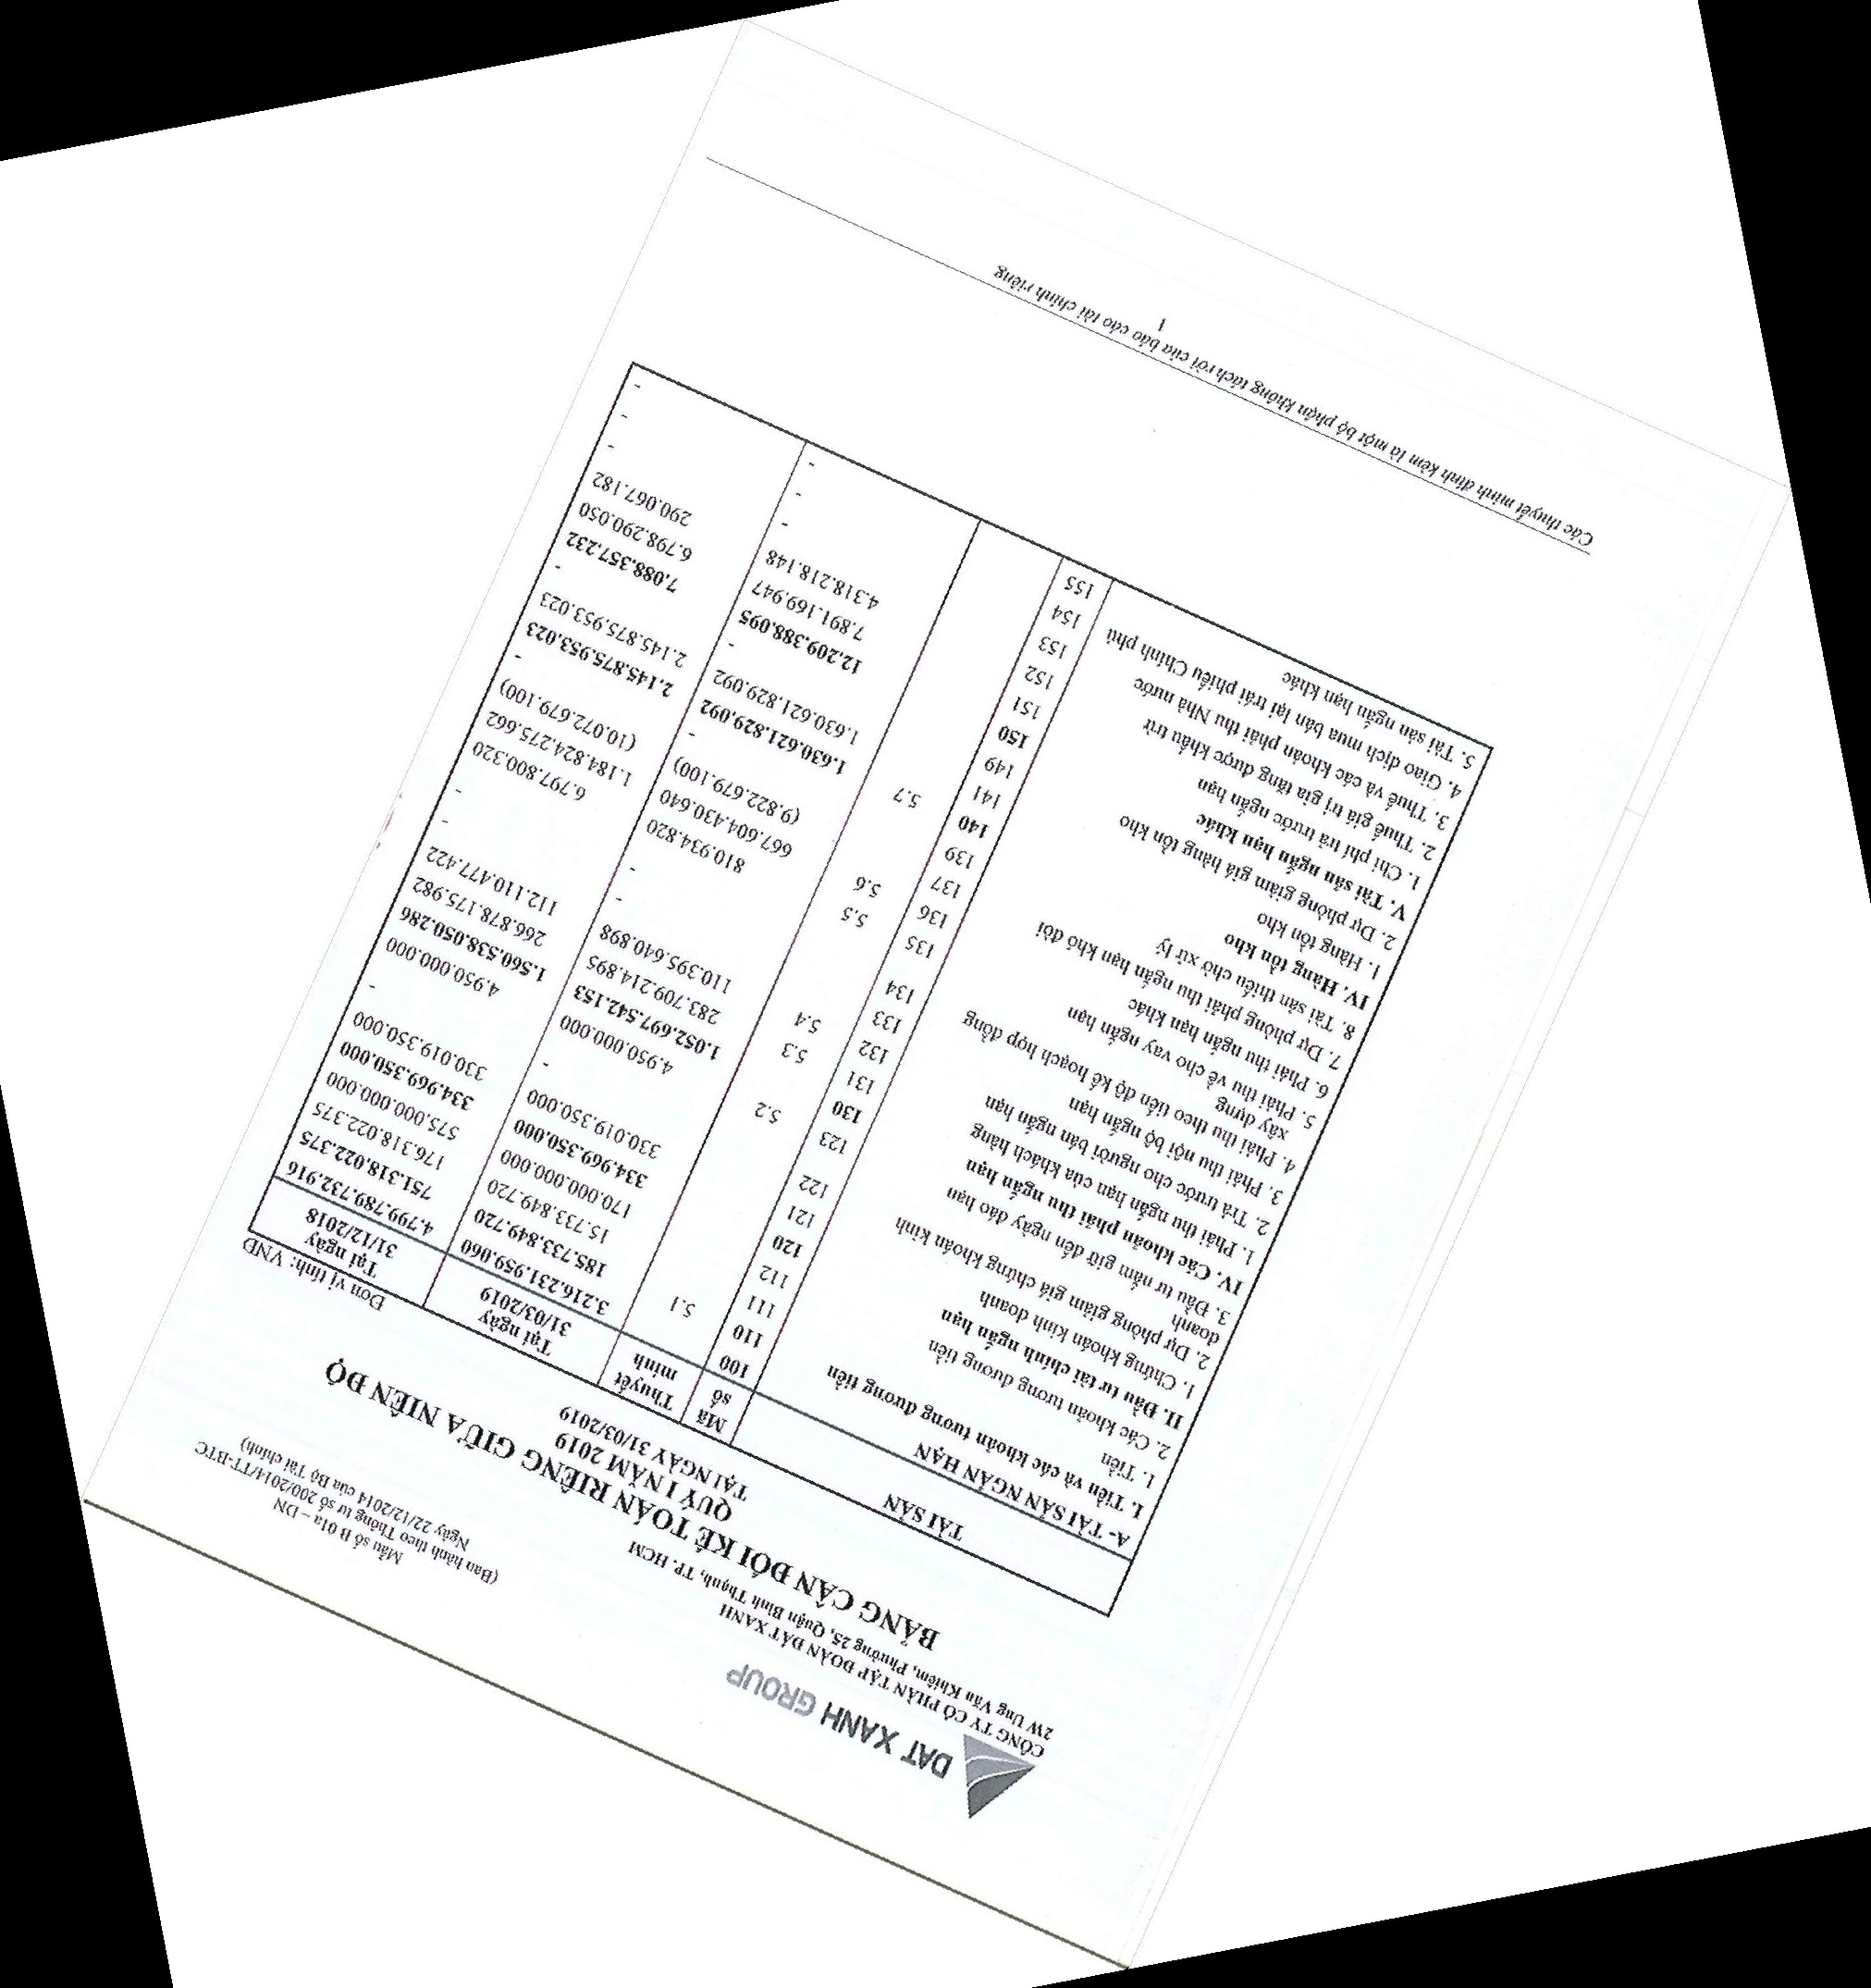 DAT XANH GROUP
CÔNG TY CỔ PHẦN TẬP ĐOÀN ĐẤT XANH
2W Ung Văn Khiêm, Phường 25, Quận Bình Thạnh, TP. HCM
Mẫu số B 01a – DN
(Ban hành theo Thông tư số 200/2014/TT-BTC
Ngày 22/12/2014 của Bộ Tài chính)
BẢNG CÂN ĐỐI KẾ TOÁN RIÊNG GIỮA NIÊN ĐỘ
QUÝ I NĂM 2019
TẠI NGÀY 31/03/2019
Đơn vị tính: VNĐ
TÀI SẢN Mã số Thuyết minh Tại ngày 31/03/2019 Tại ngày 31/12/2018
A- TÀI SẢN NGẮN HẠN 100 3.216.231.959.060 4.799.789.732.916
I. Tiền và các khoản tương đương tiền 110 5.1 185.733.849.720 751.318.022.375
1. Tiền 111 15.733.849.720 176.318.022.375
2. Các khoản tương đương tiền 112 170.000.000.000 575.000.000.000
II. Đầu tư tài chính ngắn hạn 120 334.969.350.000 334.969.350.000
1. Chứng khoán kinh doanh 121 330.019.350.000 330.019.350.000
2. Dự phòng giảm giá chứng khoán kinh
doanh 122 - -
3. Đầu tư nắm giữ đến ngày đáo hạn 123 5.2 4.950.000.000 4.950.000.000
IV. Các khoản phải thu ngắn hạn 130 1.052.697.542.153 1.560.538.050.286
1. Phải thu ngắn hạn của khách hàng 131 5.3 283.709.214.895 266.878.175.982
2. Trả trước cho người bán ngắn hạn 132 5.4 110.395.640.898 112.110.477.422
3. Phải thu nội bộ ngắn hạn 133 - -
4. Phải thu theo tiến độ kế hoạch hợp đồng
xây dựng 134 - -
5. Phải thu về cho vay ngắn hạn 135 5.5 810.934.820 6.797.800.320
6. Phải thu ngắn hạn khác 136 5.6 667.604.430.640 1.184.824.275.662
7. Dự phòng phải thu ngắn hạn khó đòi 137 (9.822.679.100) (10.072.679.100)
8. Tài sản thiếu chờ xử lý 139 - -
IV. Hàng tồn kho 140 5.7 1.630.621.829.092 2.145.875.953.023
1. Hàng tồn kho 141 1.630.621.829.092 2.145.875.953.023
2. Dự phòng giảm giá hàng tồn kho 149 - -
V. Tài sản ngắn hạn khác 150 12.209.388.095 7.088.357.232
1. Chi phí trả trước ngắn hạn 151 7.891.169.947 6.798.290.050
2. Thuế giá trị gia tăng được khấu trừ 152 4.318.218.148 290.067.182
3. Thuế và các khoản phải thu Nhà nước 153 - -
4. Giao dịch mua bán lại trái phiếu Chính phủ 154 - -
5. Tài sản ngắn hạn khác 155 - -
Các thuyết minh đính kèm là một bộ phận không tách rời của báo cáo tài chính riêng
1